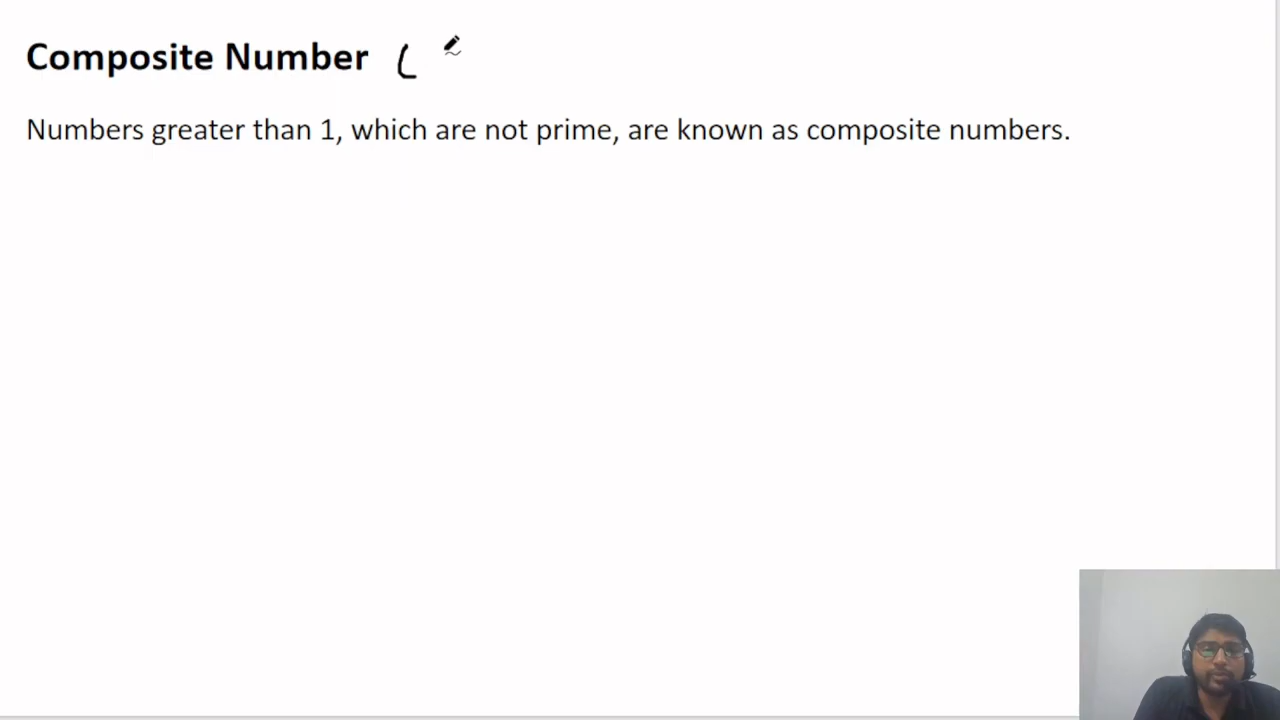 Composite Number (
Numbers greater than 1, which are not prime, are known as composite numbers.